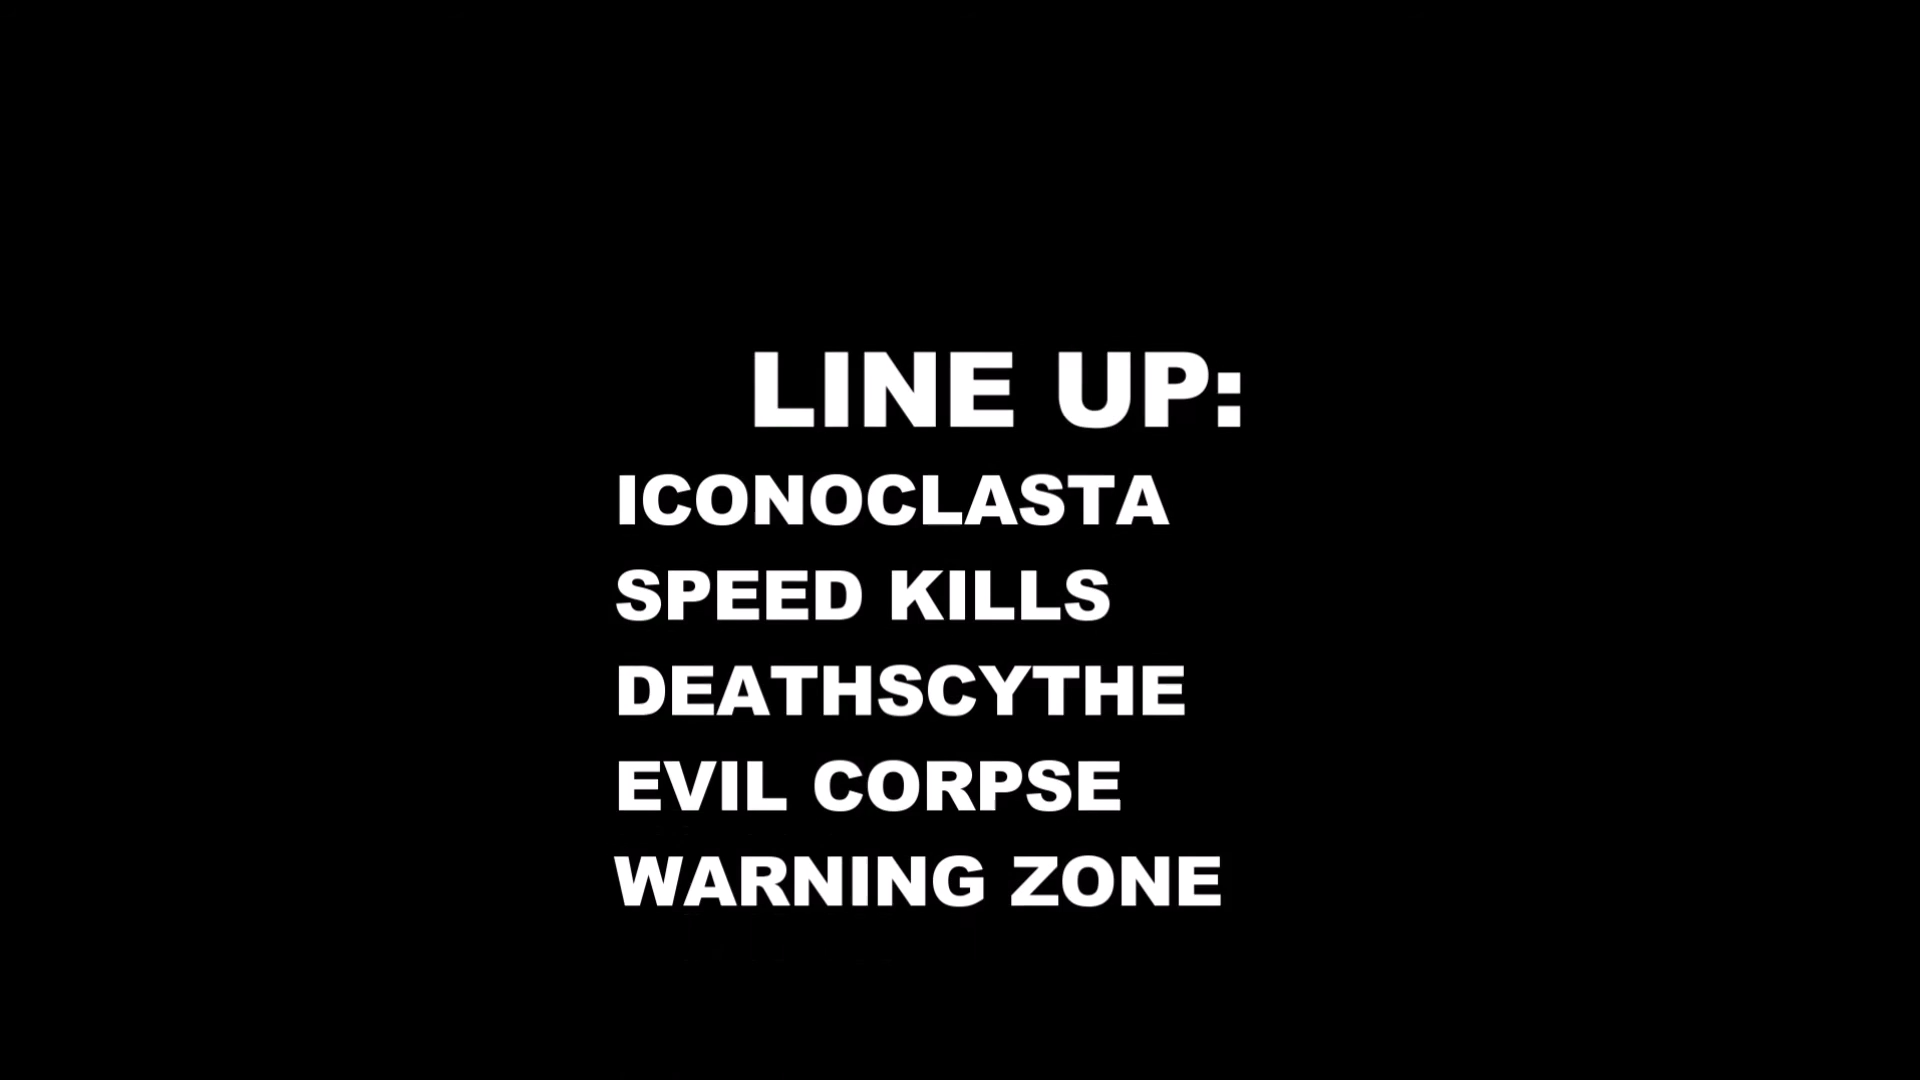 LINE UP:
ICONOCLASTA
SPEED KILLS
DEATHSCYTHE
EVIL CORPSE
WARNING ZONE